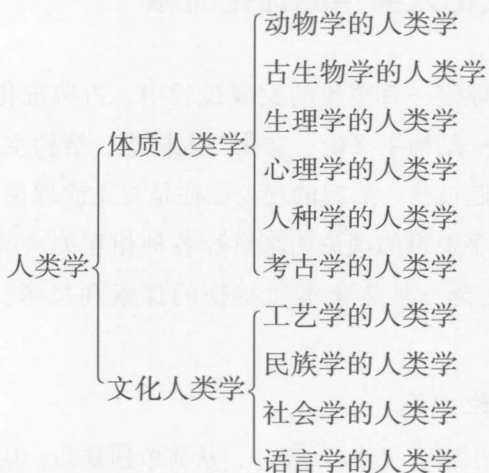 动物学的人类学
古生物学的人类学
生理学的人类学
体质人类学
心理学的人类学
人种学的人类学
人类学
考古学的人类学
工艺学的人类学
民族学的人类学
文化人类学
社会学的人类学
语言学的人类学